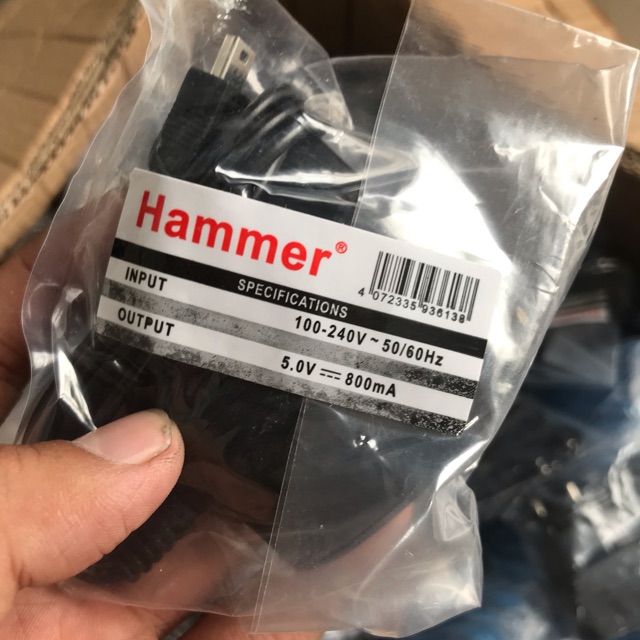 Hammer®
4 072335 936138
SPECIFICATIONS
INPUT 100-240V ~ 50/60Hz
OUTPUT 5.0V ⎓ 800mA